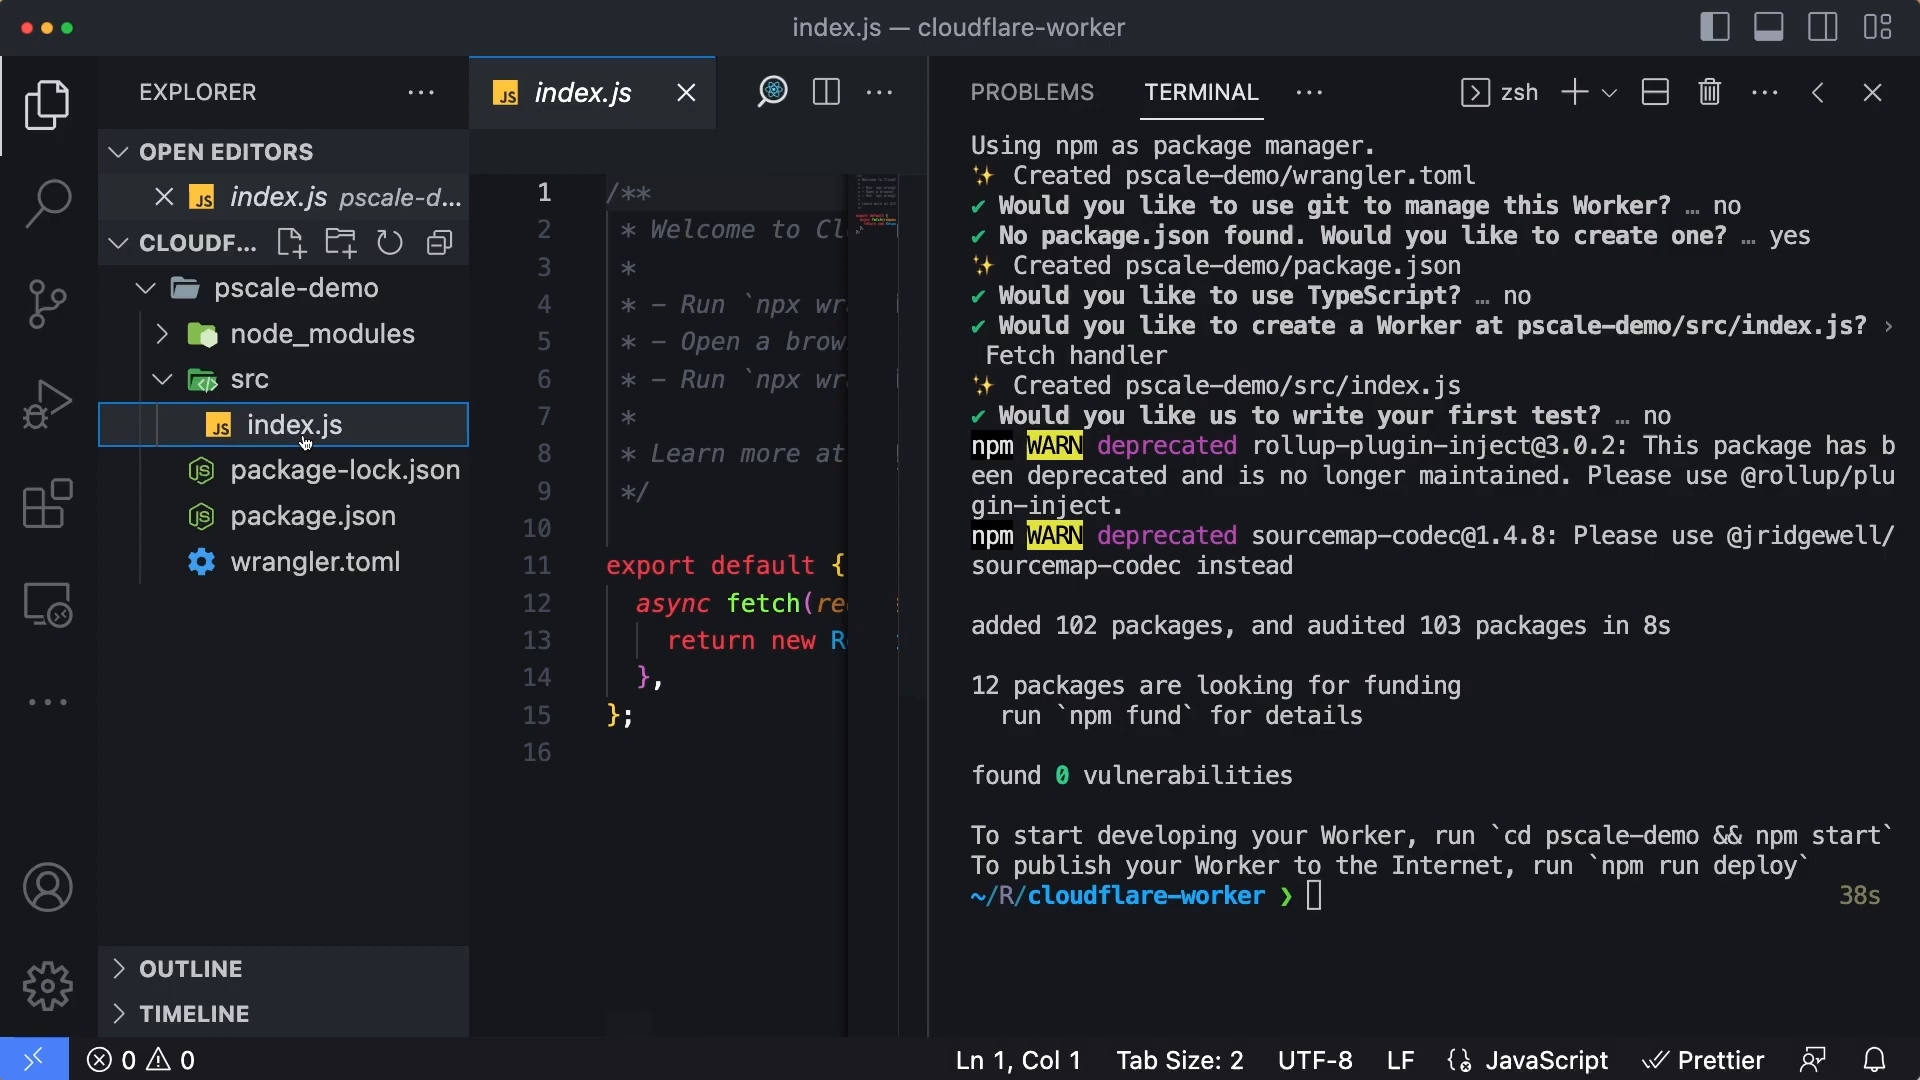 index.js — cloudflare-worker
EXPLORER
OPEN EDITORS
index.js pscale-d...
CLOUDF...
pscale-demo
node_modules
src
index.js
package-lock.json
package.json
wrangler.toml
OUTLINE
TIMELINE
index.js
1 /**
2 * Welcome to Cl
3 *
4 * - Run `npx wr
5 * - Open a brow
6 * - Run `npx wr
7 *
8 * Learn more at
9 */
10
11 export default {
12 async fetch(re
13 return new R
14 },
15 };
16
PROBLEMS TERMINAL zsh
Using npm as package manager.
✨ Created pscale-demo/wrangler.toml
✔ Would you like to use git to manage this Worker? … no
✔ No package.json found. Would you like to create one? … yes
✨ Created pscale-demo/package.json
✔ Would you like to use TypeScript? … no
✔ Would you like to create a Worker at pscale-demo/src/index.js? ›
Fetch handler
✨ Created pscale-demo/src/index.js
✔ Would you like us to write your first test? … no
npm WARN deprecated rollup-plugin-inject@3.0.2: This package has b
een deprecated and is no longer maintained. Please use @rollup/plu
gin-inject.
npm WARN deprecated sourcemap-codec@1.4.8: Please use @jridgewell/
sourcemap-codec instead
added 102 packages, and audited 103 packages in 8s
12 packages are looking for funding
run `npm fund` for details
found 0 vulnerabilities
To start developing your Worker, run `cd pscale-demo && npm start`
To publish your Worker to the Internet, run `npm run deploy`
~/R/cloudflare-worker ❯ 38s
0 0 Ln 1, Col 1 Tab Size: 2 UTF-8 LF JavaScript Prettier